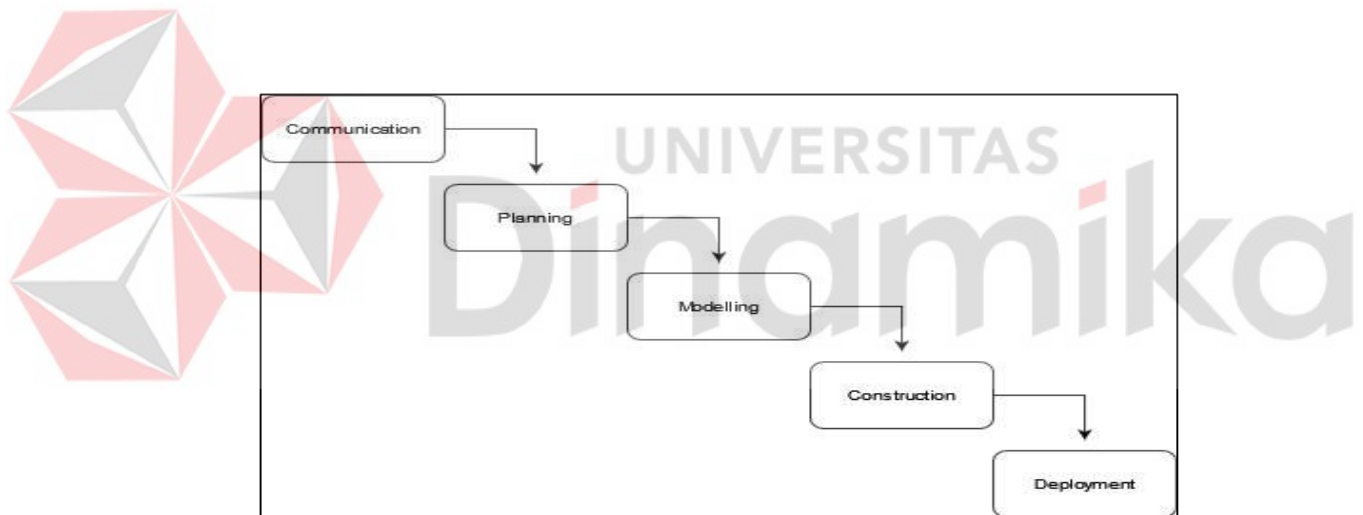 Communication
UNIVERSITAS
Dinamika
Planning
Modelling
Construction
Deployment